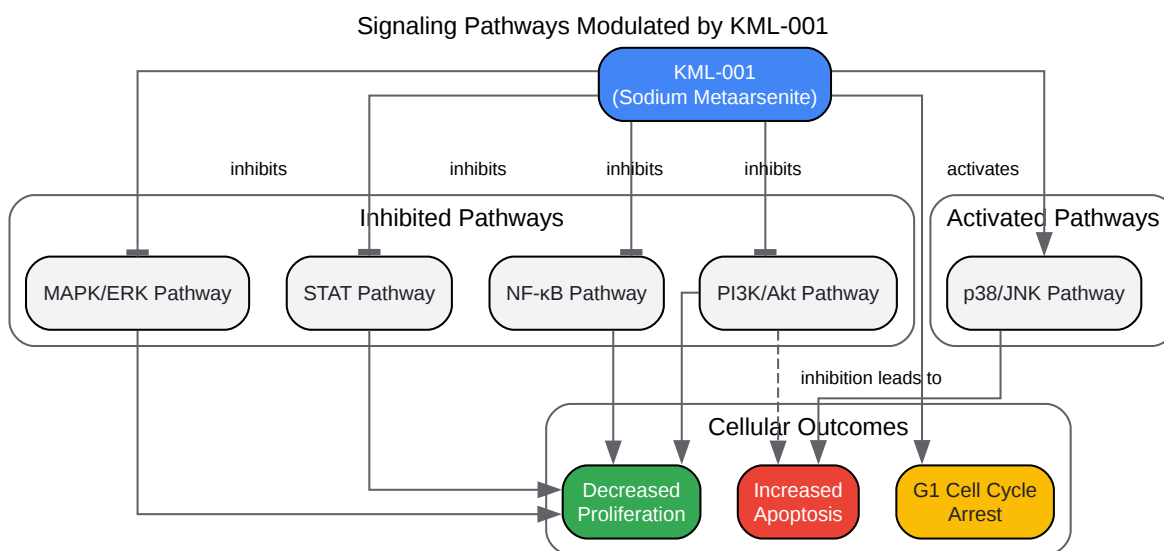 Signaling Pathways Modulated by KML-001
KML-001
(Sodium Metaarsenite)
inhibits
inhibits
inhibits
inhibits
activates
Inhibited Pathways
Activated Pathways
MAPK/ERK Pathway
STAT Pathway
NF-κB Pathway
PI3K/Akt Pathway
p38/JNK Pathway
inhibition leads to
Cellular Outcomes
Decreased
Proliferation
Increased
Apoptosis
G1 Cell Cycle
Arrest